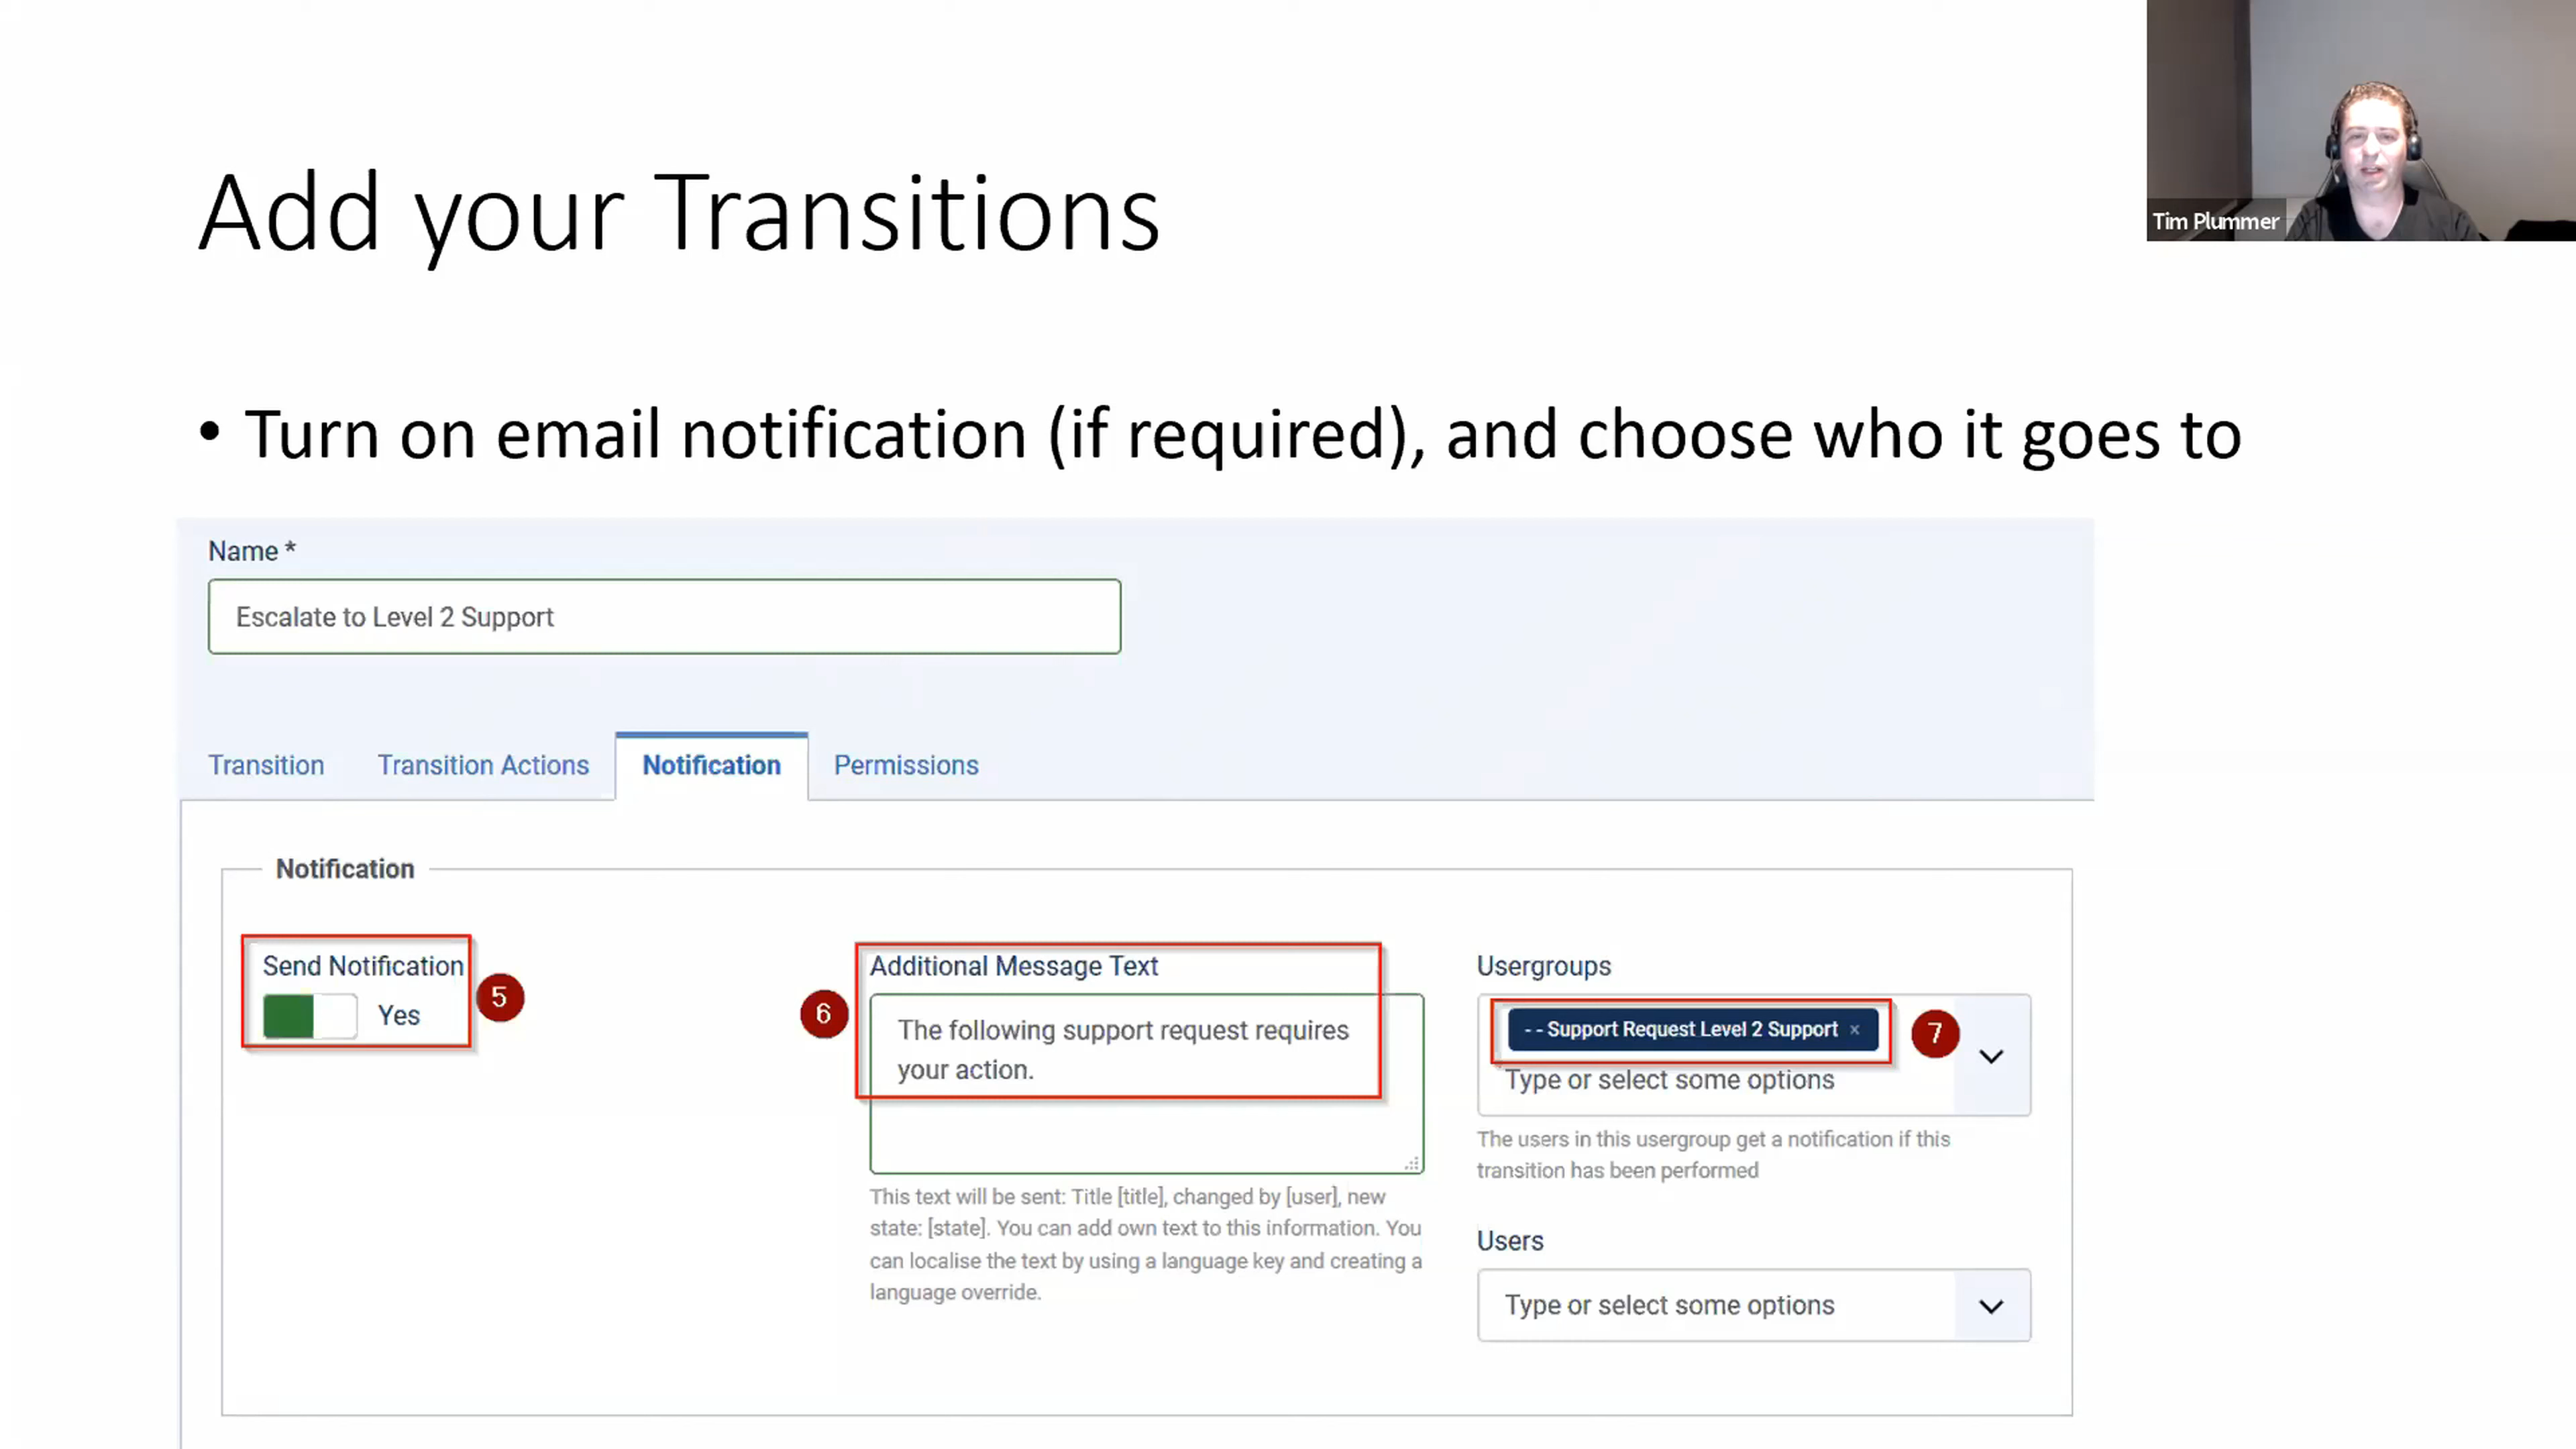 Tim Plummer
Add your Transitions
• Turn on email notification (if required), and choose who it goes to
Name *
Escalate to Level 2 Support
Transition
Transition Actions
Notification
Permissions
Notification
Send Notification
Yes
5
6
Additional Message Text
The following support request requires
your action.
This text will be sent: Title [title], changed by [user], new
state: [state]. You can add own text to this information. You
can localise the text by using a language key and creating a
language override.
Usergroups
- - Support Request Level 2 Support ×
7
Type or select some options
The users in this usergroup get a notification if this
transition has been performed
Users
Type or select some options